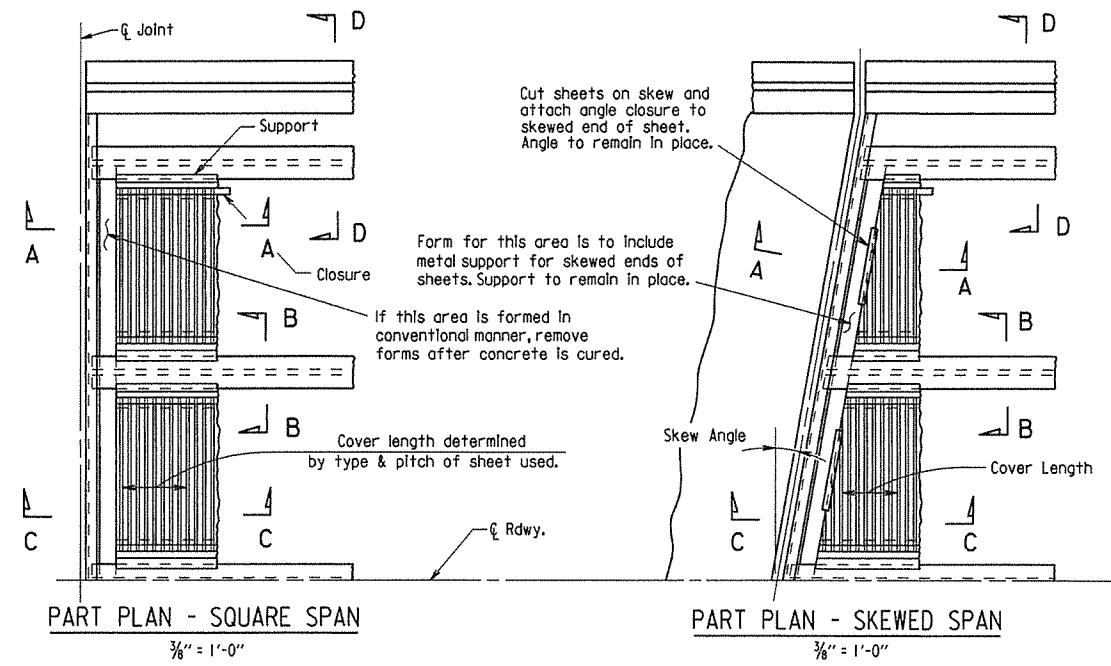 D
℄ Joint
Support
A
A
D
Closure
If this area is formed in
conventional manner, remove
forms after concrete is cured.
B
B
Cover length determined
by type & pitch of sheet used.
C
C
℄ Rdwy.
PART PLAN - SQUARE SPAN
3/8" = 1'-0"
D
Cut sheets on skew and
attach angle closure to
skewed end of sheet.
Angle to remain in place.
Form for this area is to include
metal support for skewed ends of
sheets. Support to remain in place.
A
D
A
B
Skew Angle
B
Cover Length
C
C
PART PLAN - SKEWED SPAN
3/8" = 1'-0"